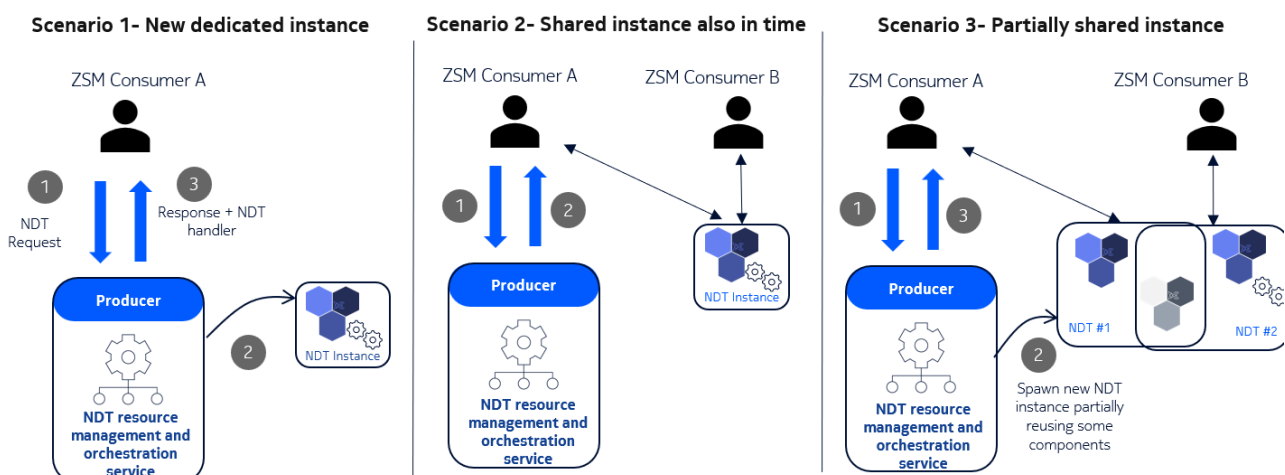 Scenario 1- New dedicated instance
ZSM Consumer A
1
NDT
Request
3
Response + NDT
handler
Producer
2
NDT Instance
NDT resource
management and
orchestration
service
Scenario 2- Shared instance also in time
ZSM Consumer A
ZSM Consumer B
1
2
Producer
NDT Instance
NDT resource
management and
orchestration
service
Scenario 3- Partially shared instance
ZSM Consumer A
ZSM Consumer B
1
3
Producer
NDT #1
NDT #2
2
Spawn new NDT
instance partially
reusing some
components
NDT resource
management and
orchestration
service